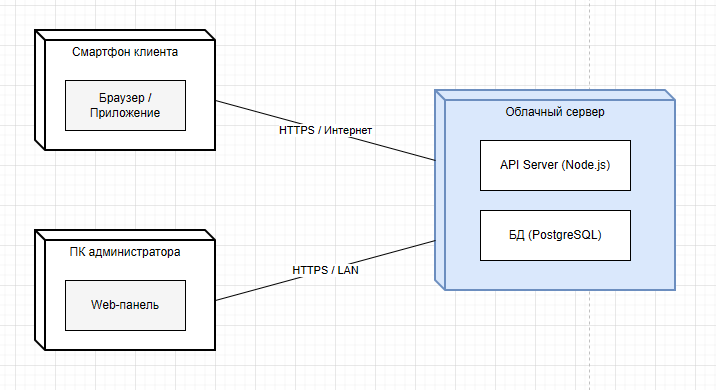 Смартфон клиента
Браузер /
Приложение
HTTPS / Интернет
Облачный сервер
API Server (Node.js)
БД (PostgreSQL)
ПК администратора
Web-панель
HTTPS / LAN